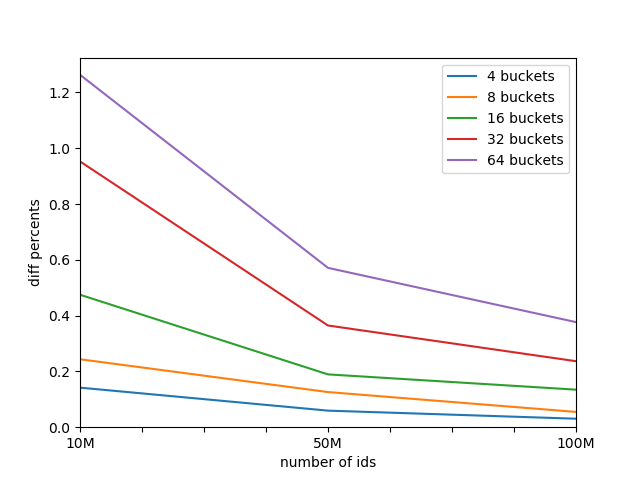 4 buckets
8 buckets
16 buckets
32 buckets
64 buckets
1.2
1.0
0.8
0.6
0.4
0.2
0.0
diff percents
10M 50M 100M
number of ids